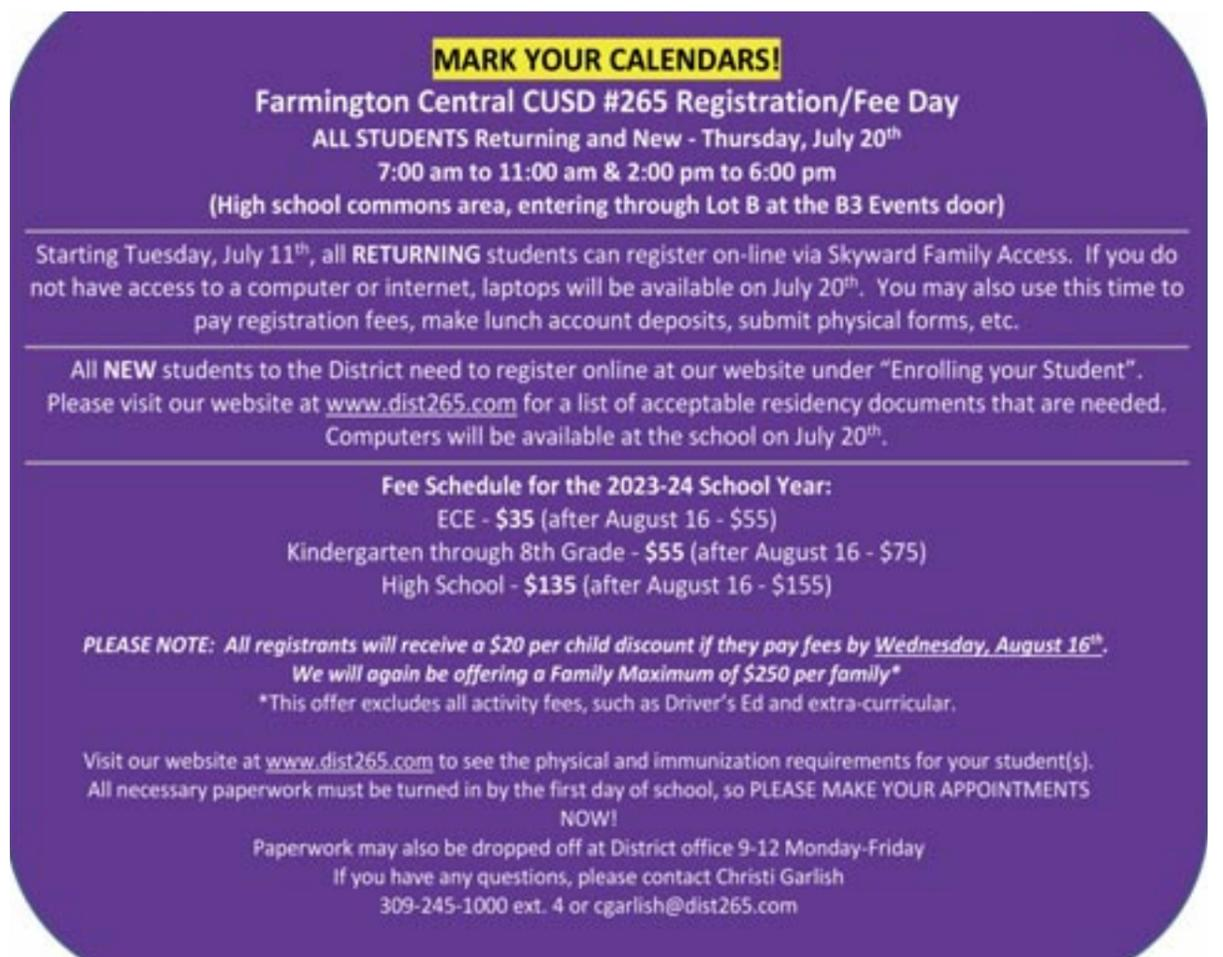 MARK YOUR CALENDARS!
Farmington Central CUSD #265 Registration/Fee Day
ALL STUDENTS Returning and New - Thursday, July 20th
7:00 am to 11:00 am & 2:00 pm to 6:00 pm
(High school commons area, entering through Lot B at the B3 Events door)
Starting Tuesday, July 11th, all RETURNING students can register on-line via Skyward Family Access. If you do
not have access to a computer or internet, laptops will be available on July 20th. You may also use this time to
pay registration fees, make lunch account deposits, submit physical forms, etc.
All NEW students to the District need to register online at our website under “Enrolling your Student”.
Please visit our website at www.dist265.com for a list of acceptable residency documents that are needed.
Computers will be available at the school on July 20th.
Fee Schedule for the 2023-24 School Year:
ECE - $35 (after August 16 - $55)
Kindergarten through 8th Grade - $55 (after August 16 - $75)
High School - $135 (after August 16 - $155)
PLEASE NOTE: All registrants will receive a $20 per child discount if they pay fees by Wednesday, August 16th.
We will again be offering a Family Maximum of $250 per family*
*This offer excludes all activity fees, such as Driver’s Ed and extra-curricular.
Visit our website at www.dist265.com to see the physical and immunization requirements for your student(s).
All necessary paperwork must be turned in by the first day of school, so PLEASE MAKE YOUR APPOINTMENTS
NOW!
Paperwork may also be dropped off at District office 9-12 Monday-Friday
If you have any questions, please contact Christi Garlish
309-245-1000 ext. 4 or cgarlish@dist265.com